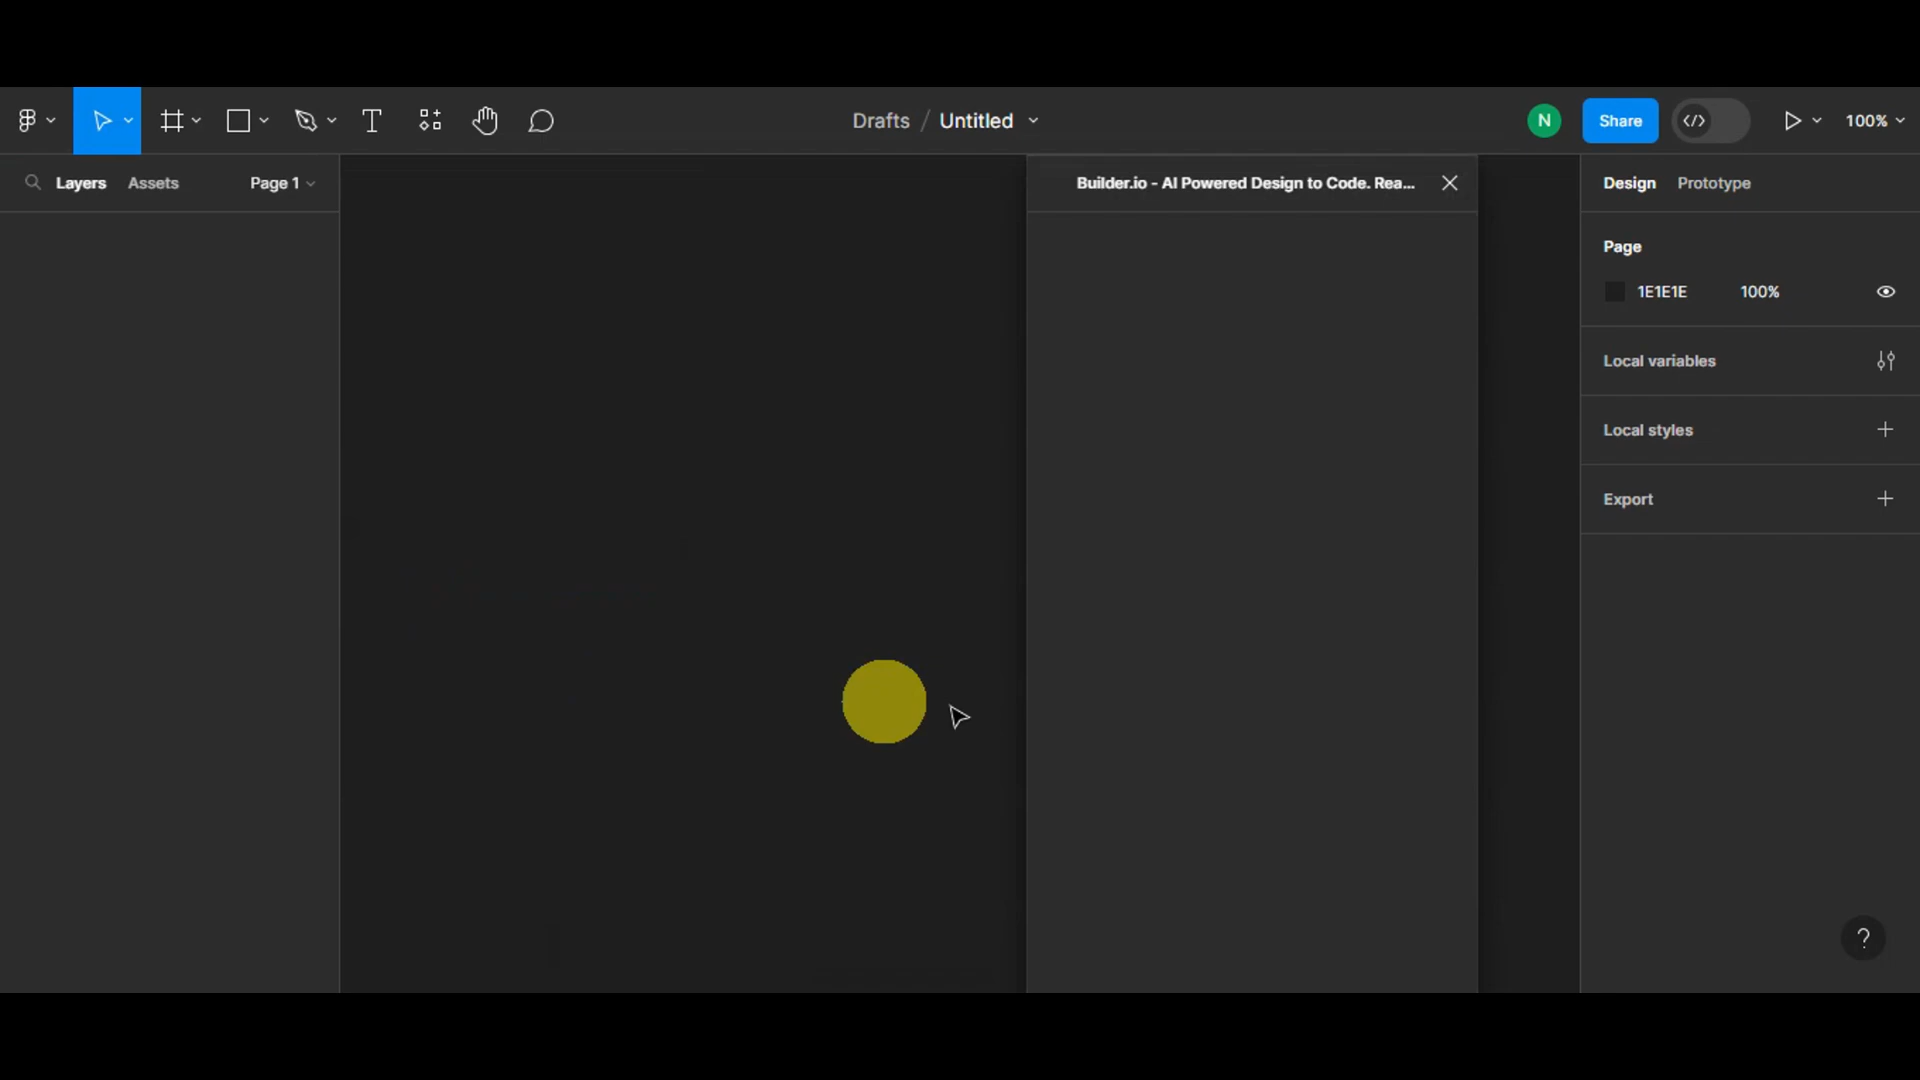 Drafts / Untitled
N
Share
100%
Layers Assets Page 1
Builder.io - AI Powered Design to Code. Rea...
Design Prototype
Page
1E1E1E 100%
Local variables
Local styles
Export
?